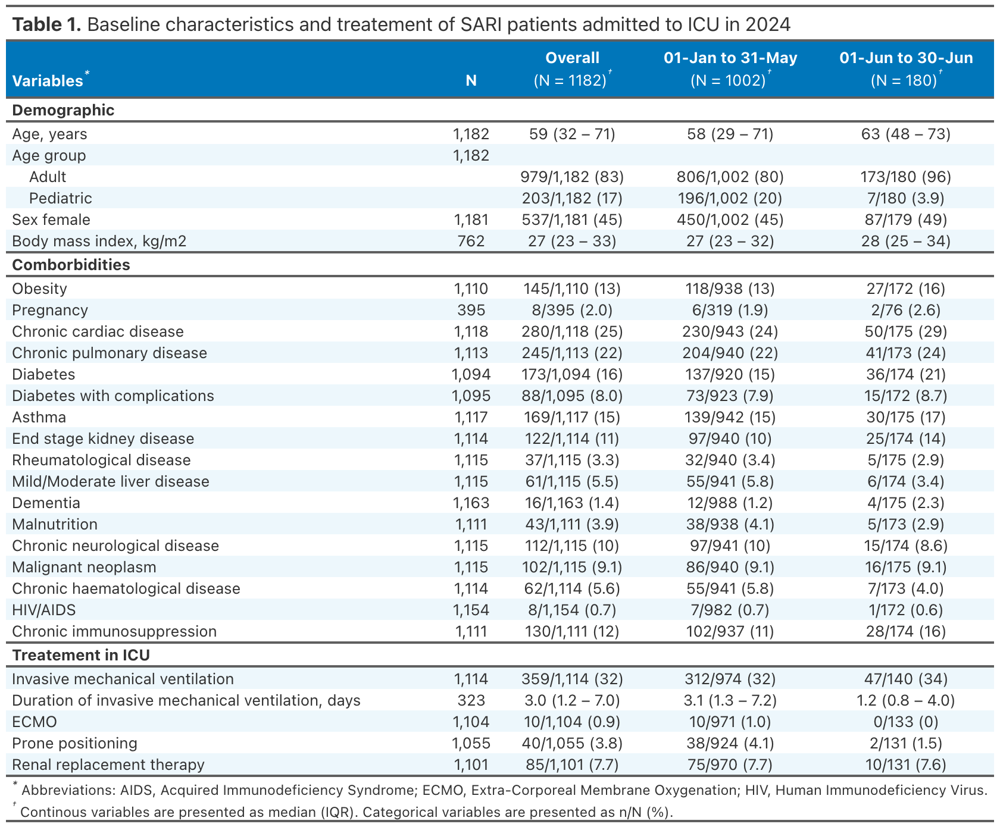 Table 1. Baseline characteristics and treatement of SARI patients admitted to ICU in 2024
Variables* N Overall (N = 1182)† 01-Jan to 31-May (N = 1002)† 01-Jun to 30-Jun (N = 180)†
Demographic
Age, years 1,182 59 (32 – 71) 58 (29 – 71) 63 (48 – 73)
Age group 1,182
Adult 979/1,182 (83) 806/1,002 (80) 173/180 (96)
Pediatric 203/1,182 (17) 196/1,002 (20) 7/180 (3.9)
Sex female 1,181 537/1,181 (45) 450/1,002 (45) 87/179 (49)
Body mass index, kg/m2 762 27 (23 – 33) 27 (23 – 32) 28 (25 – 34)
Comborbidities
Obesity 1,110 145/1,110 (13) 118/938 (13) 27/172 (16)
Pregnancy 395 8/395 (2.0) 6/319 (1.9) 2/76 (2.6)
Chronic cardiac disease 1,118 280/1,118 (25) 230/943 (24) 50/175 (29)
Chronic pulmonary disease 1,113 245/1,113 (22) 204/940 (22) 41/173 (24)
Diabetes 1,094 173/1,094 (16) 137/920 (15) 36/174 (21)
Diabetes with complications 1,095 88/1,095 (8.0) 73/923 (7.9) 15/172 (8.7)
Asthma 1,117 169/1,117 (15) 139/942 (15) 30/175 (17)
End stage kidney disease 1,114 122/1,114 (11) 97/940 (10) 25/174 (14)
Rheumatological disease 1,115 37/1,115 (3.3) 32/940 (3.4) 5/175 (2.9)
Mild/Moderate liver disease 1,115 61/1,115 (5.5) 55/941 (5.8) 6/174 (3.4)
Dementia 1,163 16/1,163 (1.4) 12/988 (1.2) 4/175 (2.3)
Malnutrition 1,111 43/1,111 (3.9) 38/938 (4.1) 5/173 (2.9)
Chronic neurological disease 1,115 112/1,115 (10) 97/941 (10) 15/174 (8.6)
Malignant neoplasm 1,115 102/1,115 (9.1) 86/940 (9.1) 16/175 (9.1)
Chronic haematological disease 1,114 62/1,114 (5.6) 55/941 (5.8) 7/173 (4.0)
HIV/AIDS 1,154 8/1,154 (0.7) 7/982 (0.7) 1/172 (0.6)
Chronic immunosuppression 1,111 130/1,111 (12) 102/937 (11) 28/174 (16)
Treatement in ICU
Invasive mechanical ventilation 1,114 359/1,114 (32) 312/974 (32) 47/140 (34)
Duration of invasive mechanical ventilation, days 323 3.0 (1.2 – 7.0) 3.1 (1.3 – 7.2) 1.2 (0.8 – 4.0)
ECMO 1,104 10/1,104 (0.9) 10/971 (1.0) 0/133 (0)
Prone positioning 1,055 40/1,055 (3.8) 38/924 (4.1) 2/131 (1.5)
Renal replacement therapy 1,101 85/1,101 (7.7) 75/970 (7.7) 10/131 (7.6)
* Abbreviations: AIDS, Acquired Immunodeficiency Syndrome; ECMO, Extra-Corporeal Membrane Oxygenation; HIV, Human Immunodeficiency Virus.
† Continous variables are presented as median (IQR). Categorical variables are presented as n/N (%).